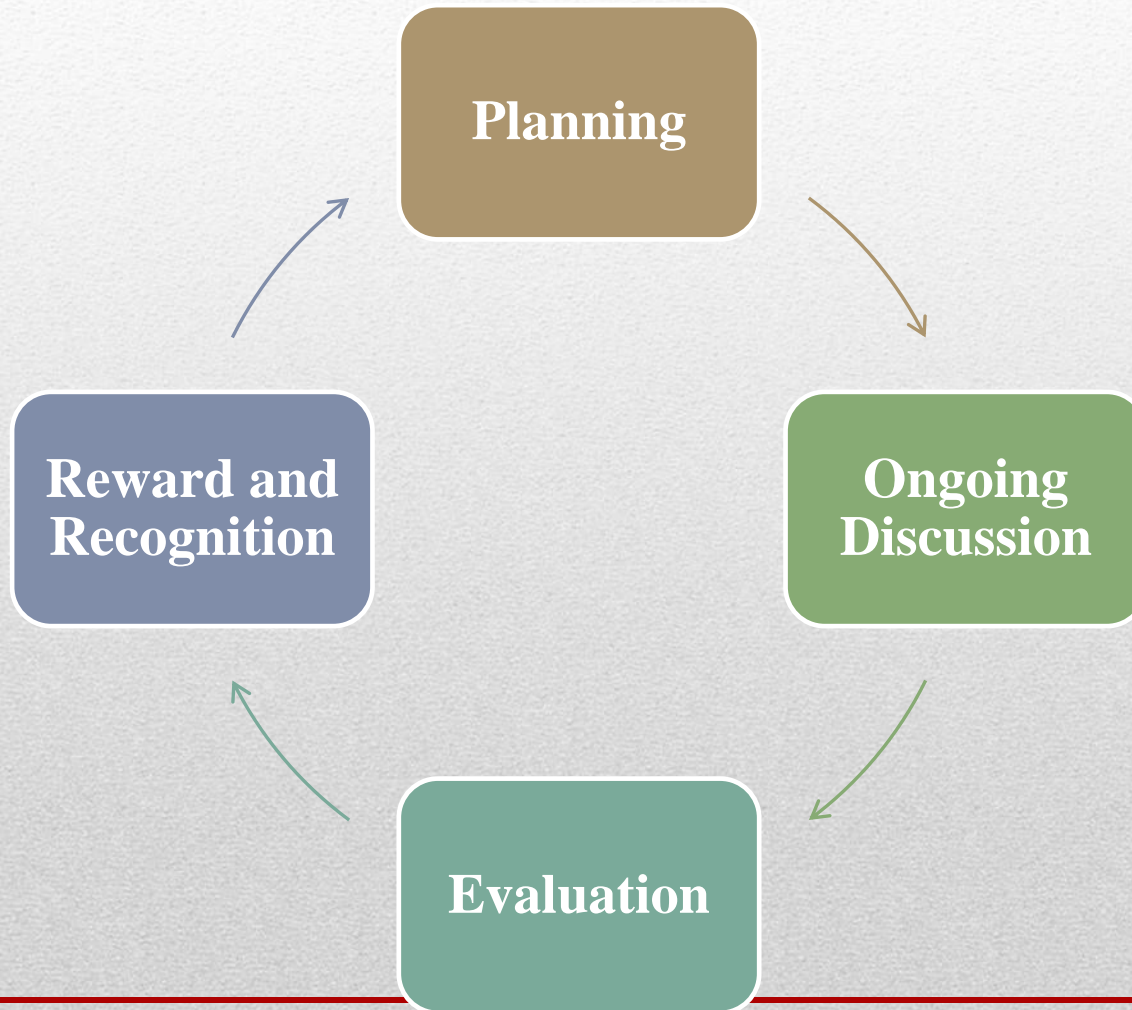 Planning
Ongoing
Discussion
Evaluation
Reward and
Recognition